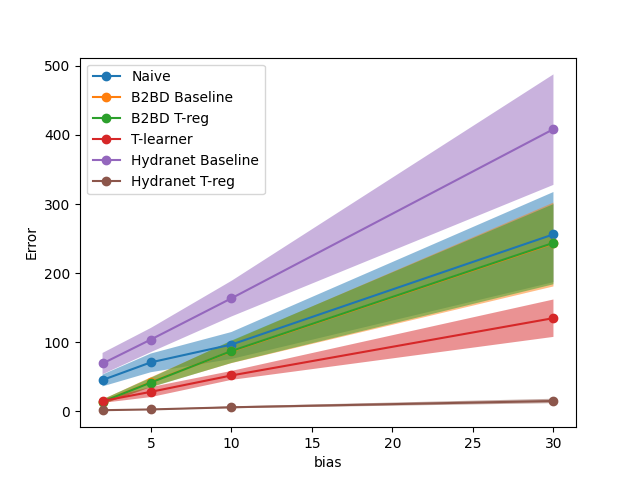 500
400
300
200
100
0
Error
Naive
B2BD Baseline
B2BD T-reg
T-learner
Hydranet Baseline
Hydranet T-reg
5
10
15
20
25
30
bias